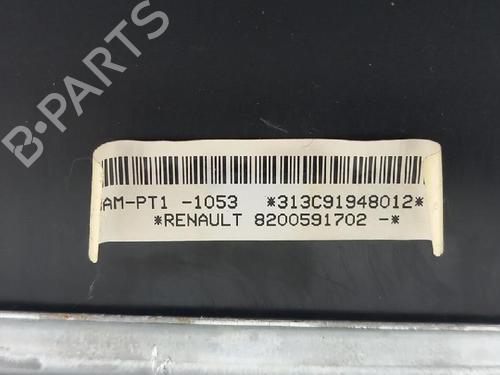 B-PARTS
AM-PT1 -1053 *313C91948012*
*RENAULT 8200591702 -*